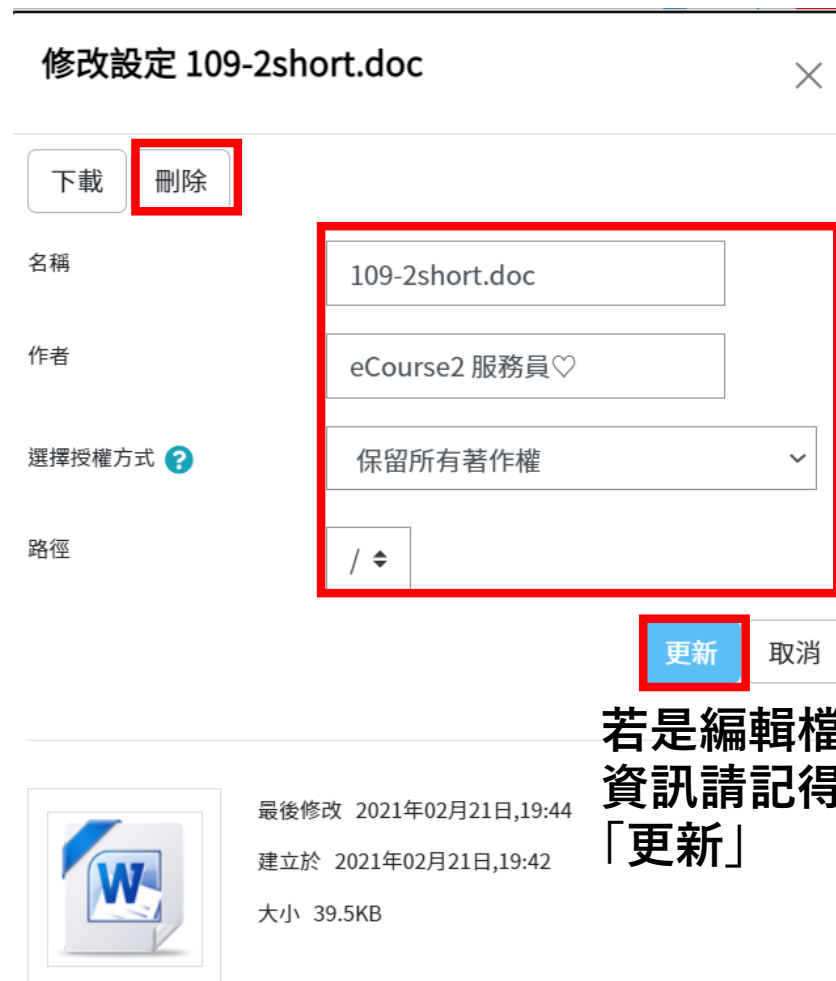 修改設定 109-2short.doc
下載 刪除
名稱 109-2short.doc
作者 eCourse2 服務員♡
選擇授權方式 ? 保留所有著作權
路徑 /
更新 取消
若是編輯檔
資訊請記得
「更新」
最後修改 2021年02月21日,19:44
建立於 2021年02月21日,19:42
大小 39.5KB
W